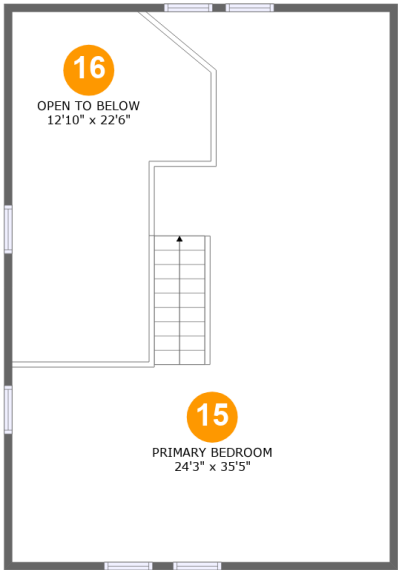 16
OPEN TO BELOW
12'10" x 22'6"
15
PRIMARY BEDROOM
24'3" x 35'5"